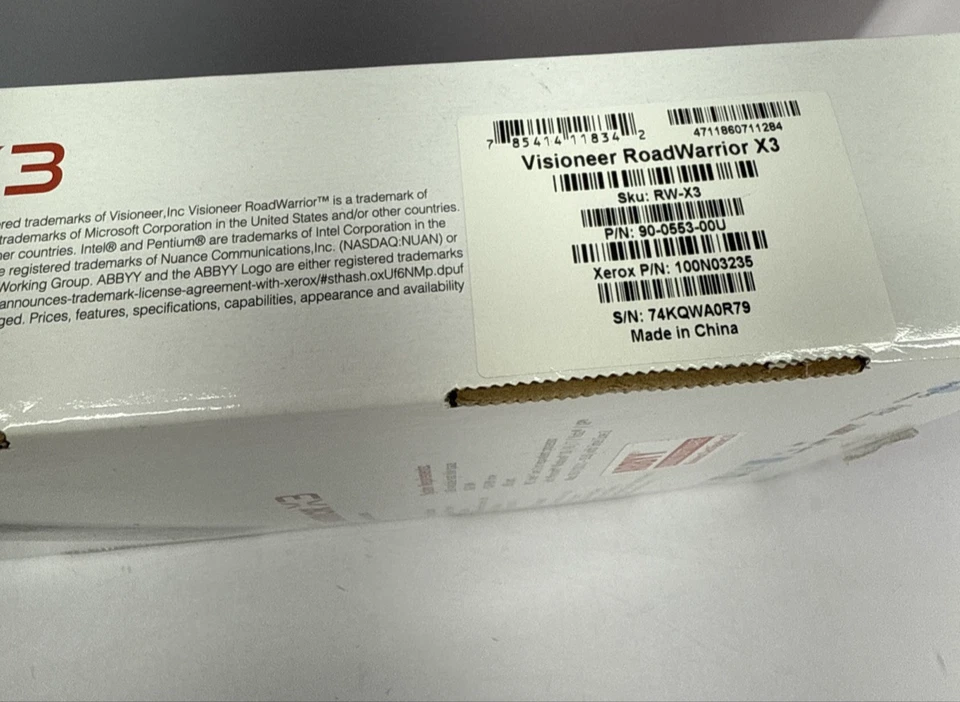 X3
red trademarks of Visioneer,Inc Visioneer RoadWarrior™ is a trademark of
trademarks of Microsoft Corporation in the United States and/or other countries.
er countries. Intel® and Pentium® are trademarks of Intel Corporation in the
e registered trademarks of Nuance Communications,Inc. (NASDAQ:NUAN) or
Working Group. ABBYY and the ABBYY Logo are either registered trademarks
announces-trademark-license-agreement-with-xerox/#sthash.oxUf6NMp.dpuf
ged. Prices, features, specifications, capabilities, appearance and availability
7 85414 11834 2
4711860711284
Visioneer RoadWarrior X3
Sku: RW-X3
P/N: 90-0553-00U
Xerox P/N: 100N03235
S/N: 74KQWA0R79
Made in China